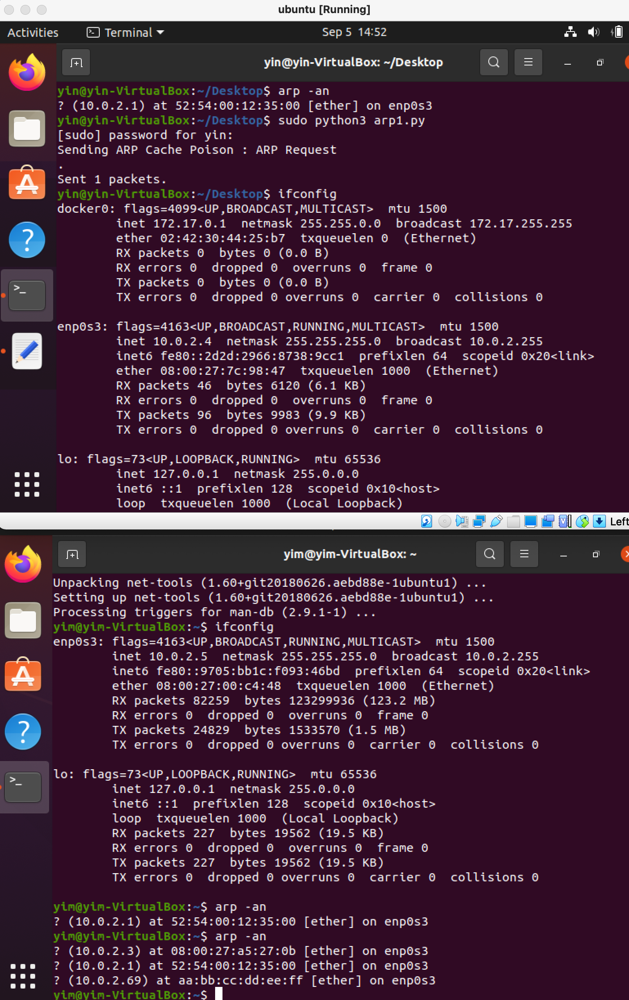 ubuntu [Running]
Activities Terminal Sep 5 14:52
yin@yin-VirtualBox: ~/Desktop
yin@yin-VirtualBox:~/Desktop$ arp -an
? (10.0.2.1) at 52:54:00:12:35:00 [ether] on enp0s3
yin@yin-VirtualBox:~/Desktop$ sudo python3 arp1.py
[sudo] password for yin:
Sending ARP Cache Poison : ARP Request
.
Sent 1 packets.
yin@yin-VirtualBox:~/Desktop$ ifconfig
docker0: flags=4099<UP,BROADCAST,MULTICAST>  mtu 1500
        inet 172.17.0.1  netmask 255.255.0.0  broadcast 172.17.255.255
        ether 02:42:30:44:25:b7  txqueuelen 0  (Ethernet)
        RX packets 0  bytes 0 (0.0 B)
        RX errors 0  dropped 0  overruns 0  frame 0
        TX packets 0  bytes 0 (0.0 B)
        TX errors 0  dropped 0 overruns 0  carrier 0  collisions 0
enp0s3: flags=4163<UP,BROADCAST,RUNNING,MULTICAST>  mtu 1500
        inet 10.0.2.4  netmask 255.255.255.0  broadcast 10.0.2.255
        inet6 fe80::2d2d:2966:8738:9cc1  prefixlen 64  scopeid 0x20<link>
        ether 08:00:27:7c:98:47  txqueuelen 1000  (Ethernet)
        RX packets 46  bytes 6120 (6.1 KB)
        RX errors 0  dropped 0  overruns 0  frame 0
        TX packets 96  bytes 9983 (9.9 KB)
        TX errors 0  dropped 0 overruns 0  carrier 0  collisions 0
lo: flags=73<UP,LOOPBACK,RUNNING>  mtu 65536
        inet 127.0.0.1  netmask 255.0.0.0
        inet6 ::1  prefixlen 128  scopeid 0x10<host>
        loop  txqueuelen 1000  (Local Loopback)
Left
yim@yim-VirtualBox: ~
Unpacking net-tools (1.60+git20180626.aebd88e-1ubuntu1) ...
Setting up net-tools (1.60+git20180626.aebd88e-1ubuntu1) ...
Processing triggers for man-db (2.9.1-1) ...
yim@yim-VirtualBox:~$ ifconfig
enp0s3: flags=4163<UP,BROADCAST,RUNNING,MULTICAST>  mtu 1500
        inet 10.0.2.5  netmask 255.255.255.0  broadcast 10.0.2.255
        inet6 fe80::9705:bb1c:f093:46bd  prefixlen 64  scopeid 0x20<link>
        ether 08:00:27:00:c4:48  txqueuelen 1000  (Ethernet)
        RX packets 82259  bytes 123299936 (123.2 MB)
        RX errors 0  dropped 0  overruns 0  frame 0
        TX packets 24829  bytes 1533570 (1.5 MB)
        TX errors 0  dropped 0 overruns 0  carrier 0  collisions 0
lo: flags=73<UP,LOOPBACK,RUNNING>  mtu 65536
        inet 127.0.0.1  netmask 255.0.0.0
        inet6 ::1  prefixlen 128  scopeid 0x10<host>
        loop  txqueuelen 1000  (Local Loopback)
        RX packets 227  bytes 19562 (19.5 KB)
        RX errors 0  dropped 0  overruns 0  frame 0
        TX packets 227  bytes 19562 (19.5 KB)
        TX errors 0  dropped 0 overruns 0  carrier 0  collisions 0
yim@yim-VirtualBox:~$ arp -an
? (10.0.2.1) at 52:54:00:12:35:00 [ether] on enp0s3
yim@yim-VirtualBox:~$ arp -an
? (10.0.2.3) at 08:00:27:a5:27:0b [ether] on enp0s3
? (10.0.2.1) at 52:54:00:12:35:00 [ether] on enp0s3
? (10.0.2.69) at aa:bb:cc:dd:ee:ff [ether] on enp0s3
yim@yim-VirtualBox:~$